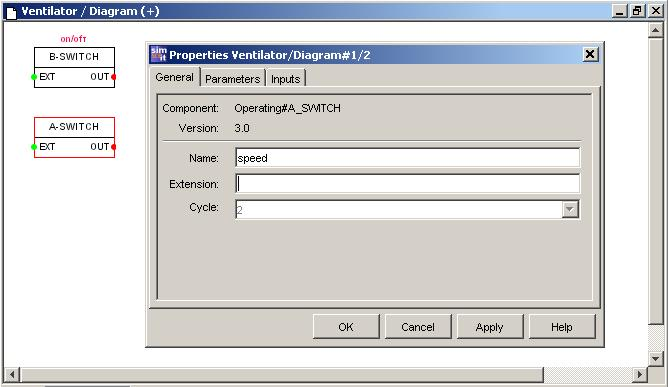 Ventilator / Diagram (+)
on/off
B-SWITCH
EXT OUT
A-SWITCH
EXT OUT
sim it Properties Ventilator/Diagram#1/2
General Parameters Inputs
Component: Operating#A_SWITCH
Version: 3.0
Name: speed
Extension:
Cycle: 2
OK Cancel Apply Help